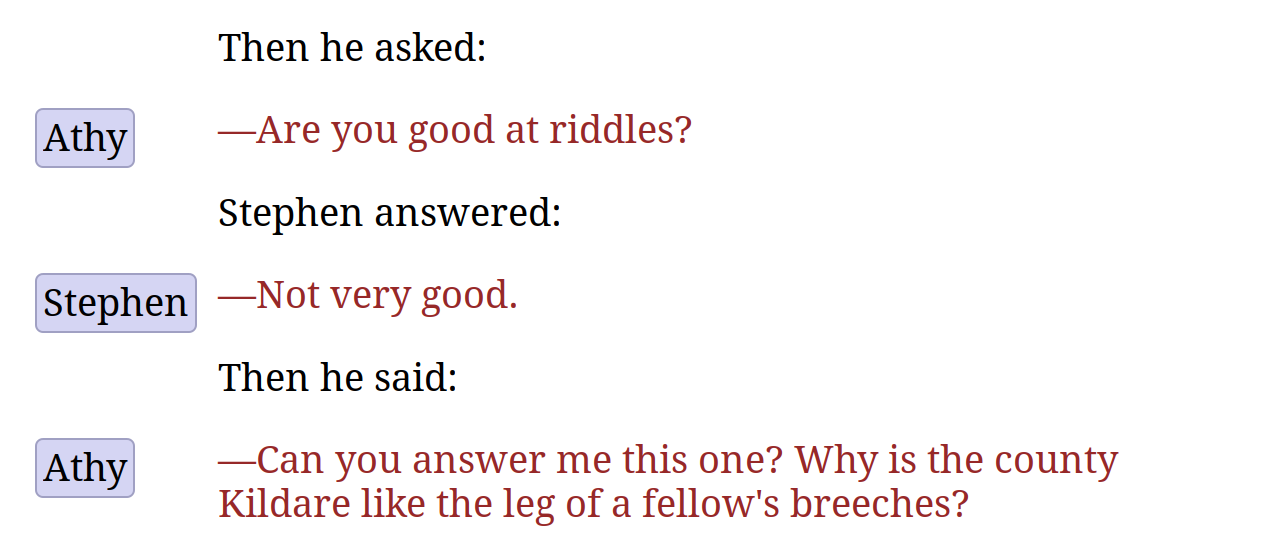 Then he asked:
Athy
—Are you good at riddles?
Stephen answered:
Stephen
—Not very good.
Then he said:
Athy
—Can you answer me this one? Why is the county
Kildare like the leg of a fellow's breeches?